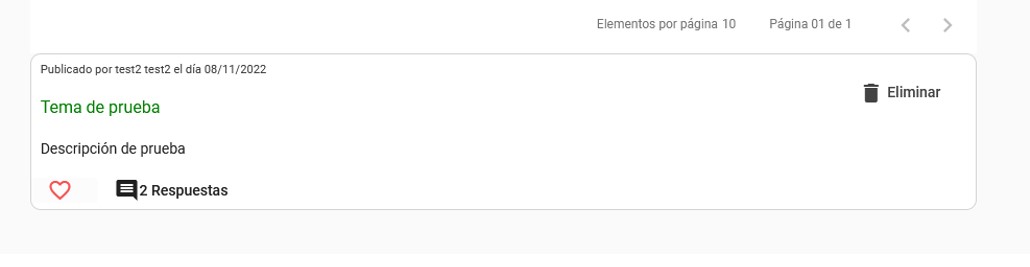 Elementos por página 10 Página 01 de 1
Publicado por test2 test2 el día 08/11/2022
Eliminar
Tema de prueba
Descripción de prueba
2 Respuestas